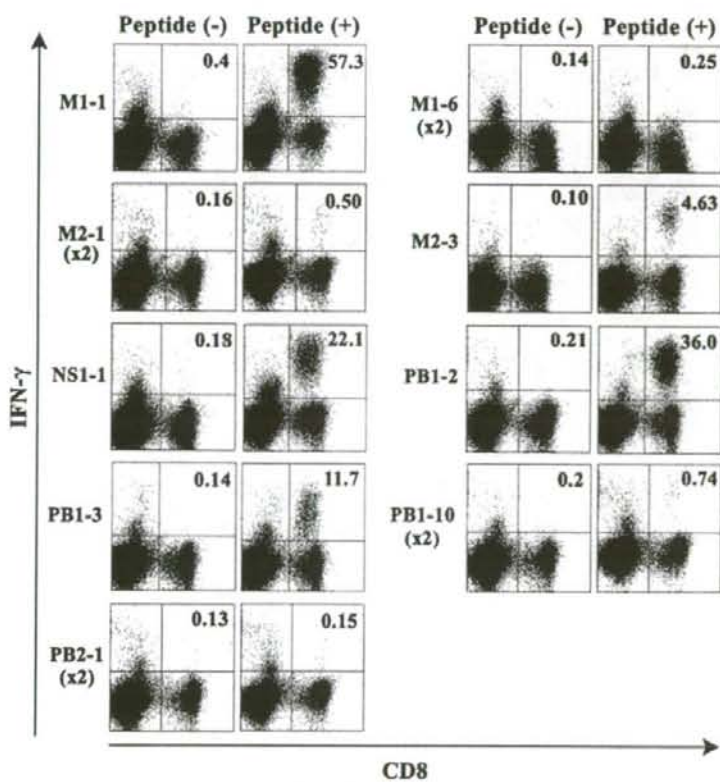 Peptide (-) Peptide (+)
M1-1
0.4
57.3
M2-1
(x2)
0.16
0.50
NS1-1
0.18
22.1
PB1-3
0.14
11.7
PB2-1
(x2)
0.13
0.15
Peptide (-) Peptide (+)
M1-6
(x2)
0.14
0.25
M2-3
0.10
4.63
PB1-2
0.21
36.0
PB1-10
(x2)
0.2
0.74
IFN-γ
CD8